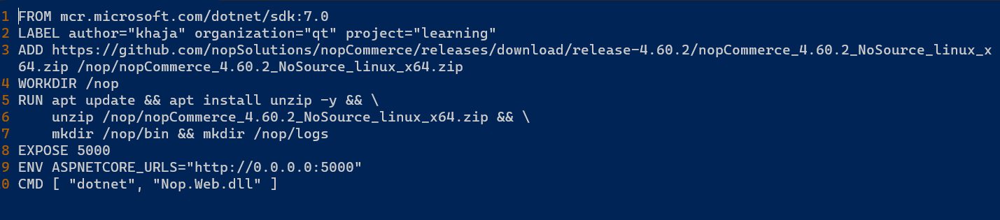 1 FROM mcr.microsoft.com/dotnet/sdk:7.0
2 LABEL author="khaja" organization="qt" project="learning"
3 ADD https://github.com/nopSolutions/nopCommerce/releases/download/release-4.60.2/nopCommerce_4.60.2_NoSource_linux_x
64.zip /nop/nopCommerce_4.60.2_NoSource_linux_x64.zip
4 WORKDIR /nop
5 RUN apt update && apt install unzip -y && \
6     unzip /nop/nopCommerce_4.60.2_NoSource_linux_x64.zip && \
7     mkdir /nop/bin && mkdir /nop/logs
8 EXPOSE 5000
9 ENV ASPNETCORE_URLS="http://0.0.0.0:5000"
0 CMD [ "dotnet", "Nop.Web.dll" ]